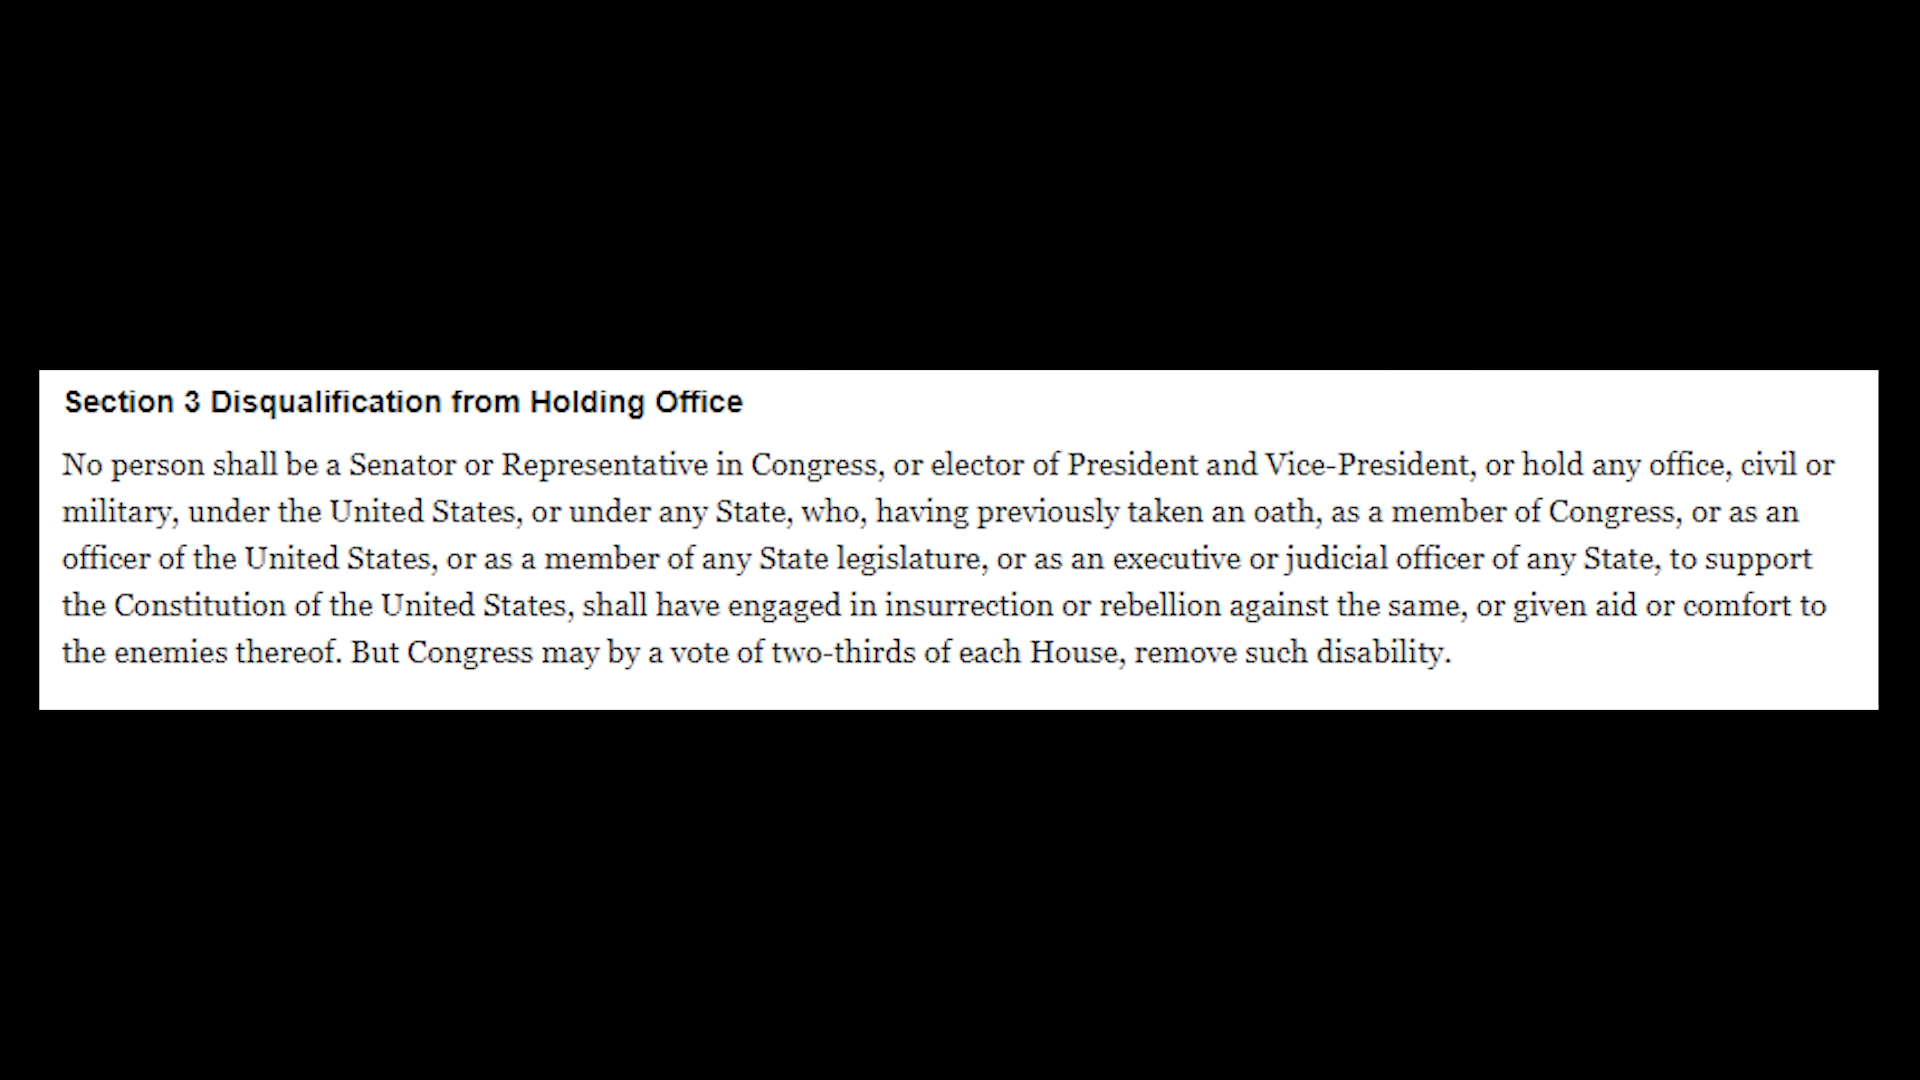 Section 3 Disqualification from Holding Office
No person shall be a Senator or Representative in Congress, or elector of President and Vice-President, or hold any office, civil or
military, under the United States, or under any State, who, having previously taken an oath, as a member of Congress, or as an
officer of the United States, or as a member of any State legislature, or as an executive or judicial officer of any State, to support
the Constitution of the United States, shall have engaged in insurrection or rebellion against the same, or given aid or comfort to
the enemies thereof. But Congress may by a vote of two-thirds of each House, remove such disability.